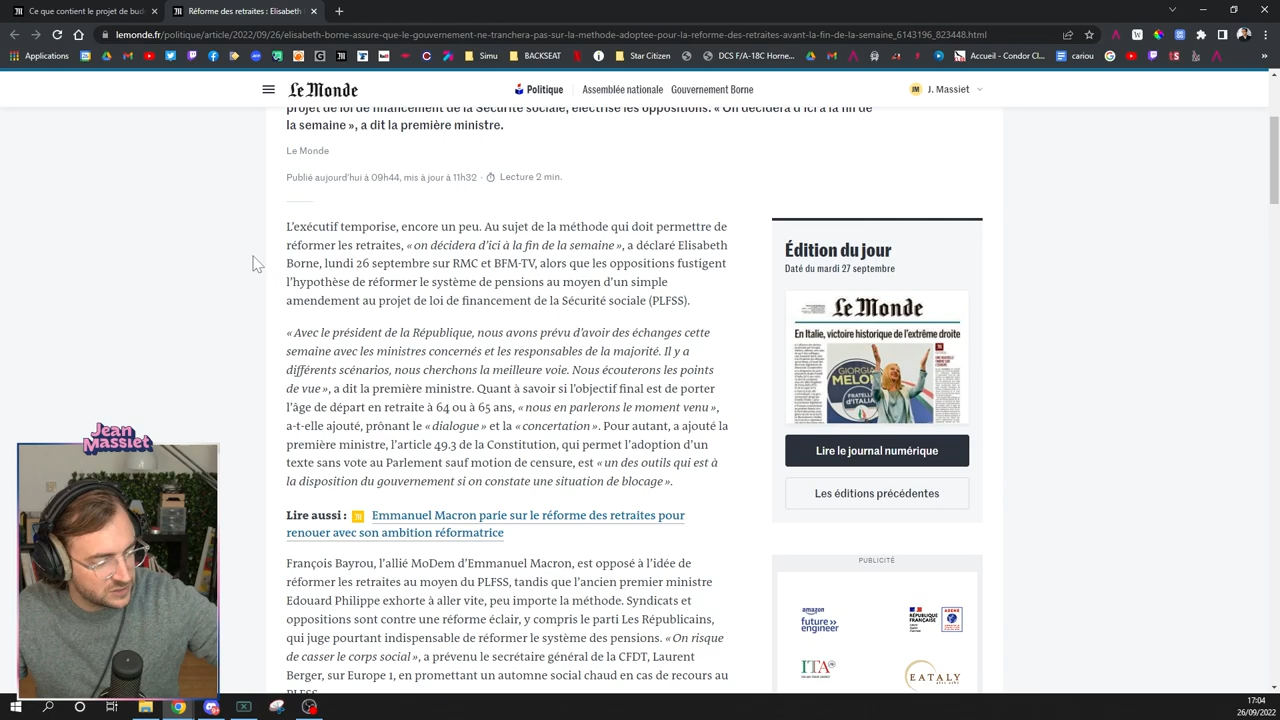 Ce que contient le projet de bud
Réforme des retraites : Elisabe
lemonde.fr/politique/article/2022/09/26/elisabeth-borne-assure-que-le-gouvernement-ne-tranchera-pas-sur-la-methode-adoptee-pour-la-reforme-des-retraites-avant-la-fin-de-la-semaine_6143196_823448.html
Applications
Simu
BACKSEAT
Star Citizen
DCS F/A-18C Horne...
Accueil - Condor Cl...
cariou
Le Monde
Politique
Assemblée nationale
Gouvernement Borne
JM
J. Massiet
projet de loi de financement de la Sécurité sociale, électrise les oppositions. « On décidera d'ici à la fin de
la semaine », a dit la première ministre.
Le Monde
Publié aujourd'hui à 09h44, mis à jour à 11h32 · Lecture 2 min.
L'exécutif temporise, encore un peu. Au sujet de la méthode qui doit permettre de
réformer les retraites, « on décidera d'ici à la fin de la semaine », a déclaré Elisabeth
Borne, lundi 26 septembre sur RMC et BFM-TV, alors que les oppositions fustigent
l'hypothèse de réformer le système de pensions au moyen d'un simple
amendement au projet de loi de financement de la Sécurité sociale (PLFSS).
« Avec le président de la République, nous avons prévu d'avoir des échanges cette
semaine avec les ministres concernés et les responsables de la majorité. Il y a
différents scénarios, nous cherchons la meilleure voie. Nous écouterons les points
de vue », a dit la première ministre. Quant à savoir si l'objectif final est de porter
l'âge de départ en retraite à 64 ou à 65 ans, « nous en parlerons le moment venu »,
a-t-elle ajouté, prônant le « dialogue » et la « concertation ». Pour autant, a ajouté la
première ministre, l'article 49.3 de la Constitution, qui permet l'adoption d'un
texte sans vote au Parlement sauf motion de censure, est « un des outils qui est à
la disposition du gouvernement si on constate une situation de blocage ».
Lire aussi : Emmanuel Macron parie sur le réforme des retraites pour
renouer avec son ambition réformatrice
François Bayrou, l'allié MoDem d'Emmanuel Macron, est opposé à l'idée de
réformer les retraites au moyen du PLFSS, tandis que l'ancien premier ministre
Edouard Philippe exhorte à aller vite, peu importe la méthode. Syndicats et
oppositions sont contre une réforme éclair, y compris le parti Les Républicains,
qui juge pourtant indispensable de réformer le système des pensions. « On risque
de casser le corps social », a prévenu le secrétaire général de la CFDT, Laurent
Berger, sur Europe 1, en promettant un automne social chaud en cas de recours au
PLFSS.
Édition du jour
Daté du mardi 27 septembre
Le Monde
En Italie, victoire historique de l'extrême droite
GIORGIA
MELONI
FRATELLI
D'ITALIA
Lire le journal numérique
Les éditions précédentes
PUBLICITÉ
amazon
future
engineer
RÉPUBLIQUE
FRANÇAISE
ITA
EATALY
Jean
Massiet
17:04
26/09/2022